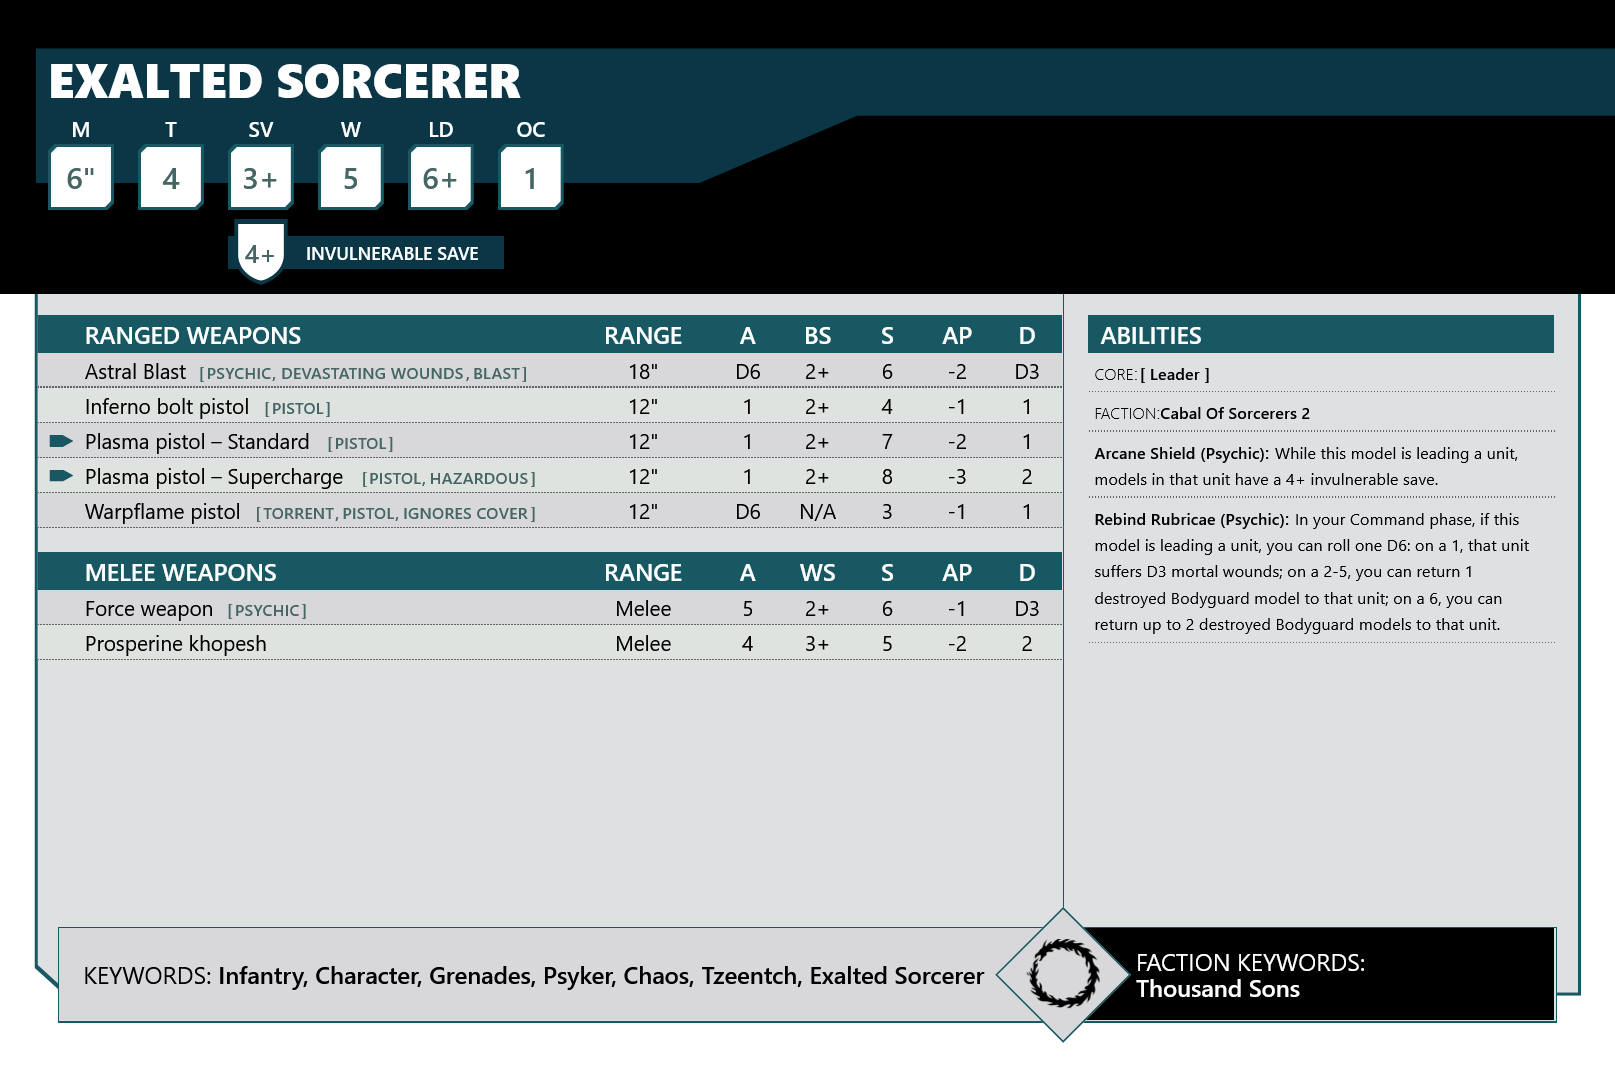 EXALTED SORCERER
M T SV W LD OC
6" 4 3+ 5 6+ 1
4+ INVULNERABLE SAVE
RANGED WEAPONS RANGE A BS S AP D
Astral Blast [PSYCHIC, DEVASTATING WOUNDS, BLAST] 18" D6 2+ 6 -2 D3
Inferno bolt pistol [PISTOL] 12" 1 2+ 4 -1 1
Plasma pistol – Standard [PISTOL] 12" 1 2+ 7 -2 1
Plasma pistol – Supercharge [PISTOL, HAZARDOUS] 12" 1 2+ 8 -3 2
Warpflame pistol [TORRENT, PISTOL, IGNORES COVER] 12" D6 N/A 3 -1 1
MELEE WEAPONS RANGE A WS S AP D
Force weapon [PSYCHIC] Melee 5 2+ 6 -1 D3
Prosperine khopesh Melee 4 3+ 5 -2 2
ABILITIES
CORE:[ Leader ]
FACTION:Cabal Of Sorcerers 2
Arcane Shield (Psychic): While this model is leading a unit,
models in that unit have a 4+ invulnerable save.
Rebind Rubricae (Psychic): In your Command phase, if this
model is leading a unit, you can roll one D6: on a 1, that unit
suffers D3 mortal wounds; on a 2-5, you can return 1
destroyed Bodyguard model to that unit; on a 6, you can
return up to 2 destroyed Bodyguard models to that unit.
KEYWORDS: Infantry, Character, Grenades, Psyker, Chaos, Tzeentch, Exalted Sorcerer
FACTION KEYWORDS:
Thousand Sons